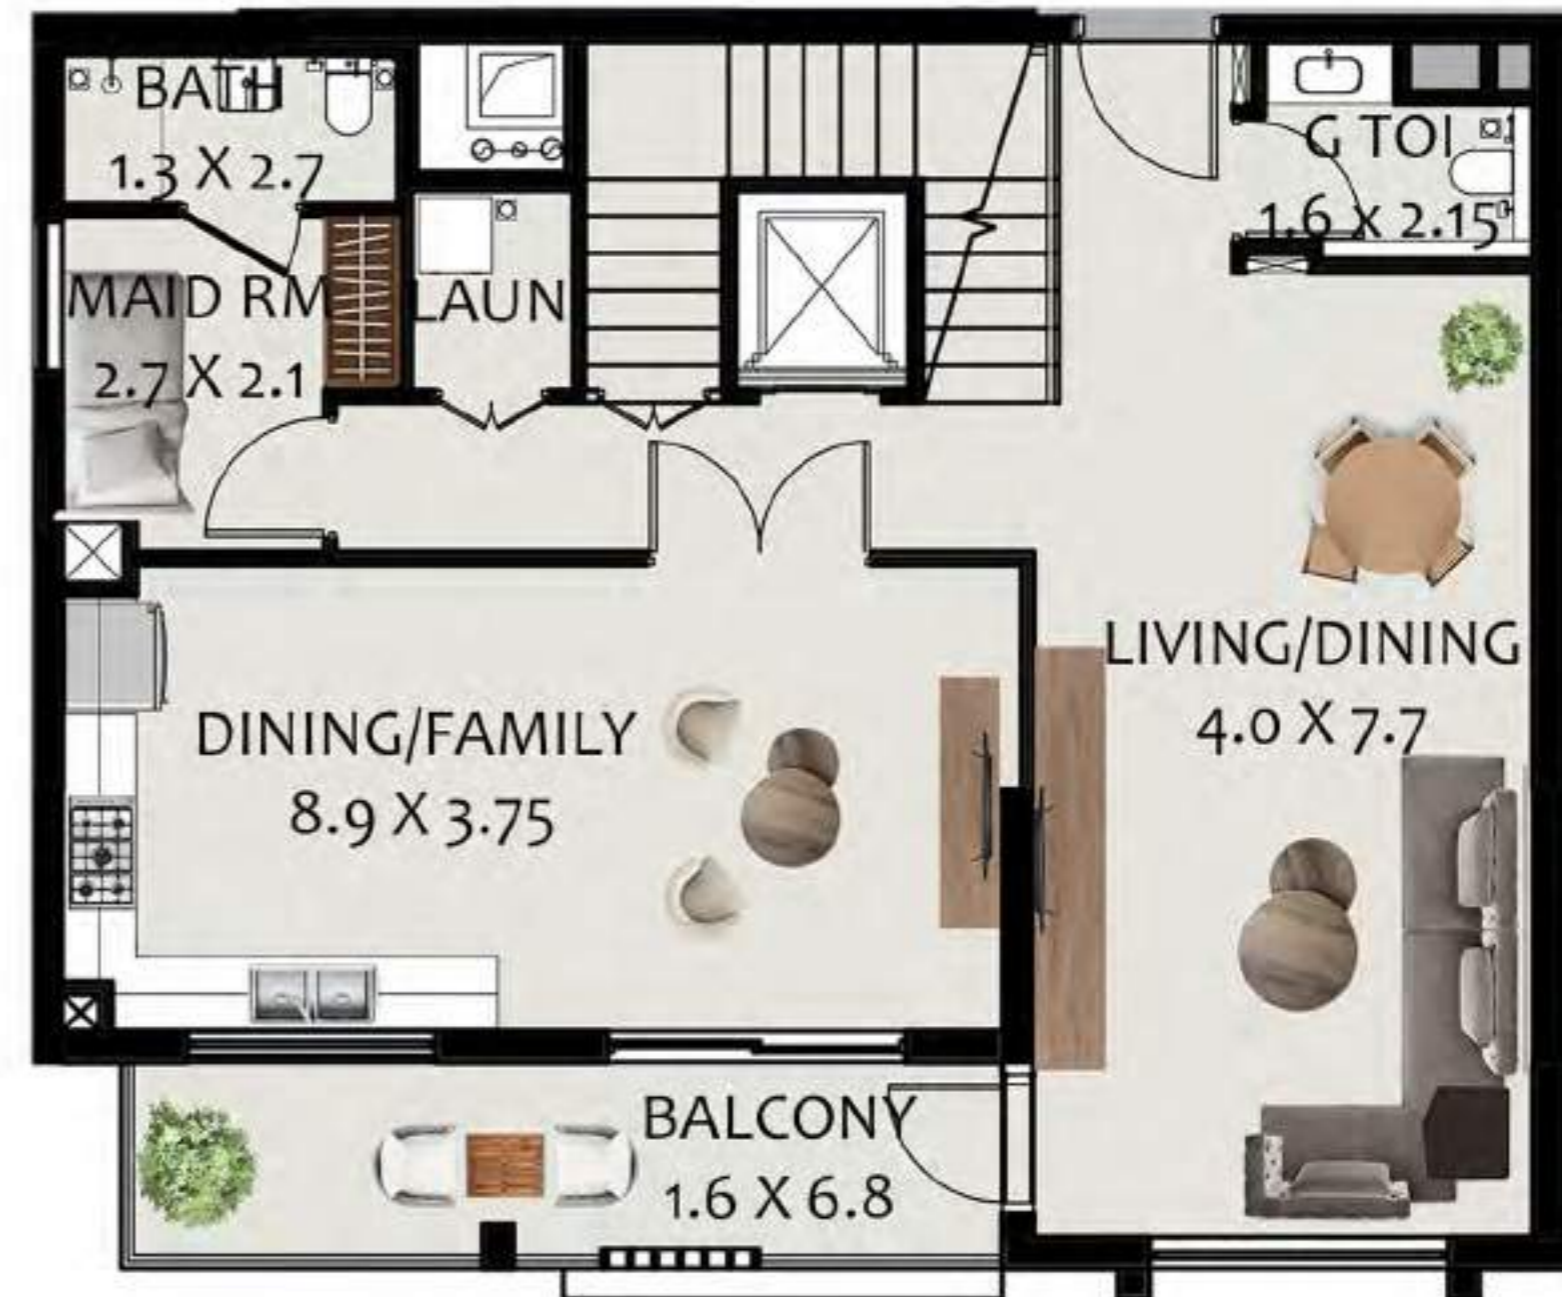 BATH
1.3 X 2.7
G TOI
1.6 X 2.15
MAID RM
2.7 X 2.1
LAUN
LIVING/DINING
4.0 X 7.7
DINING/FAMILY
8.9 X 3.75
BALCONY
1.6 X 6.8